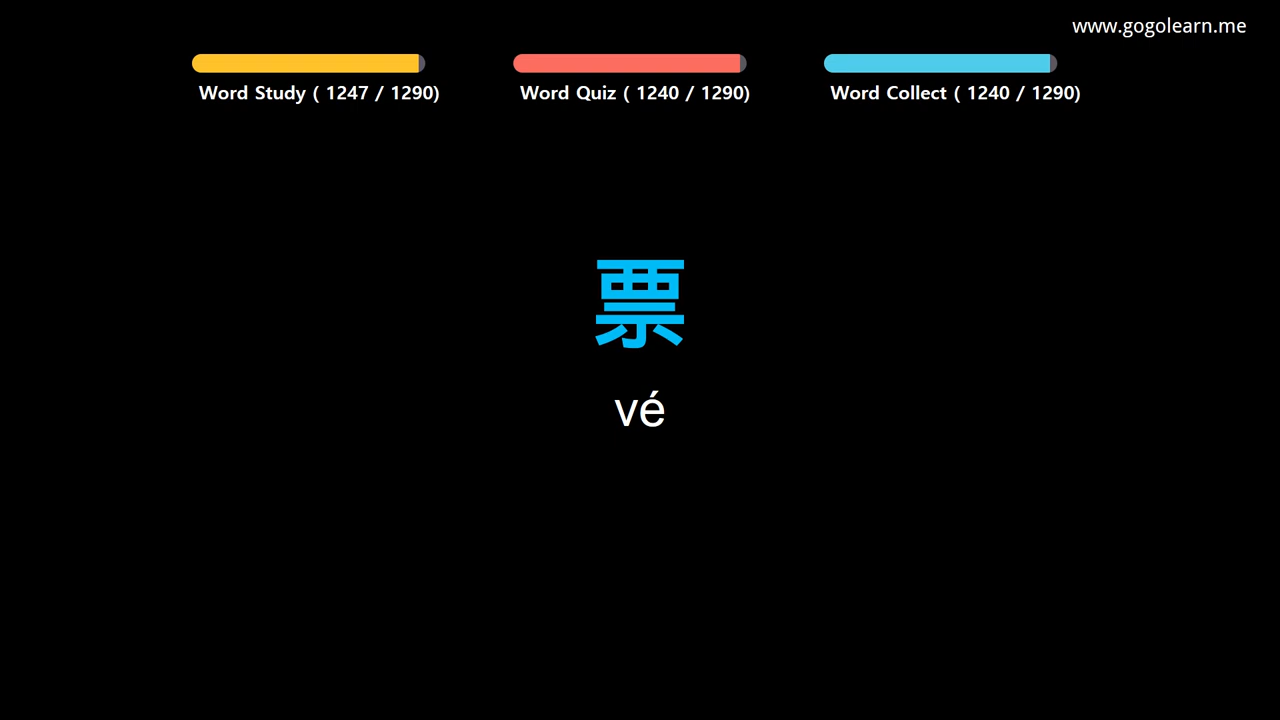 www.gogolearn.me
Word Study ( 1247 / 1290)
Word Quiz ( 1240 / 1290)
Word Collect ( 1240 / 1290)
票
vé